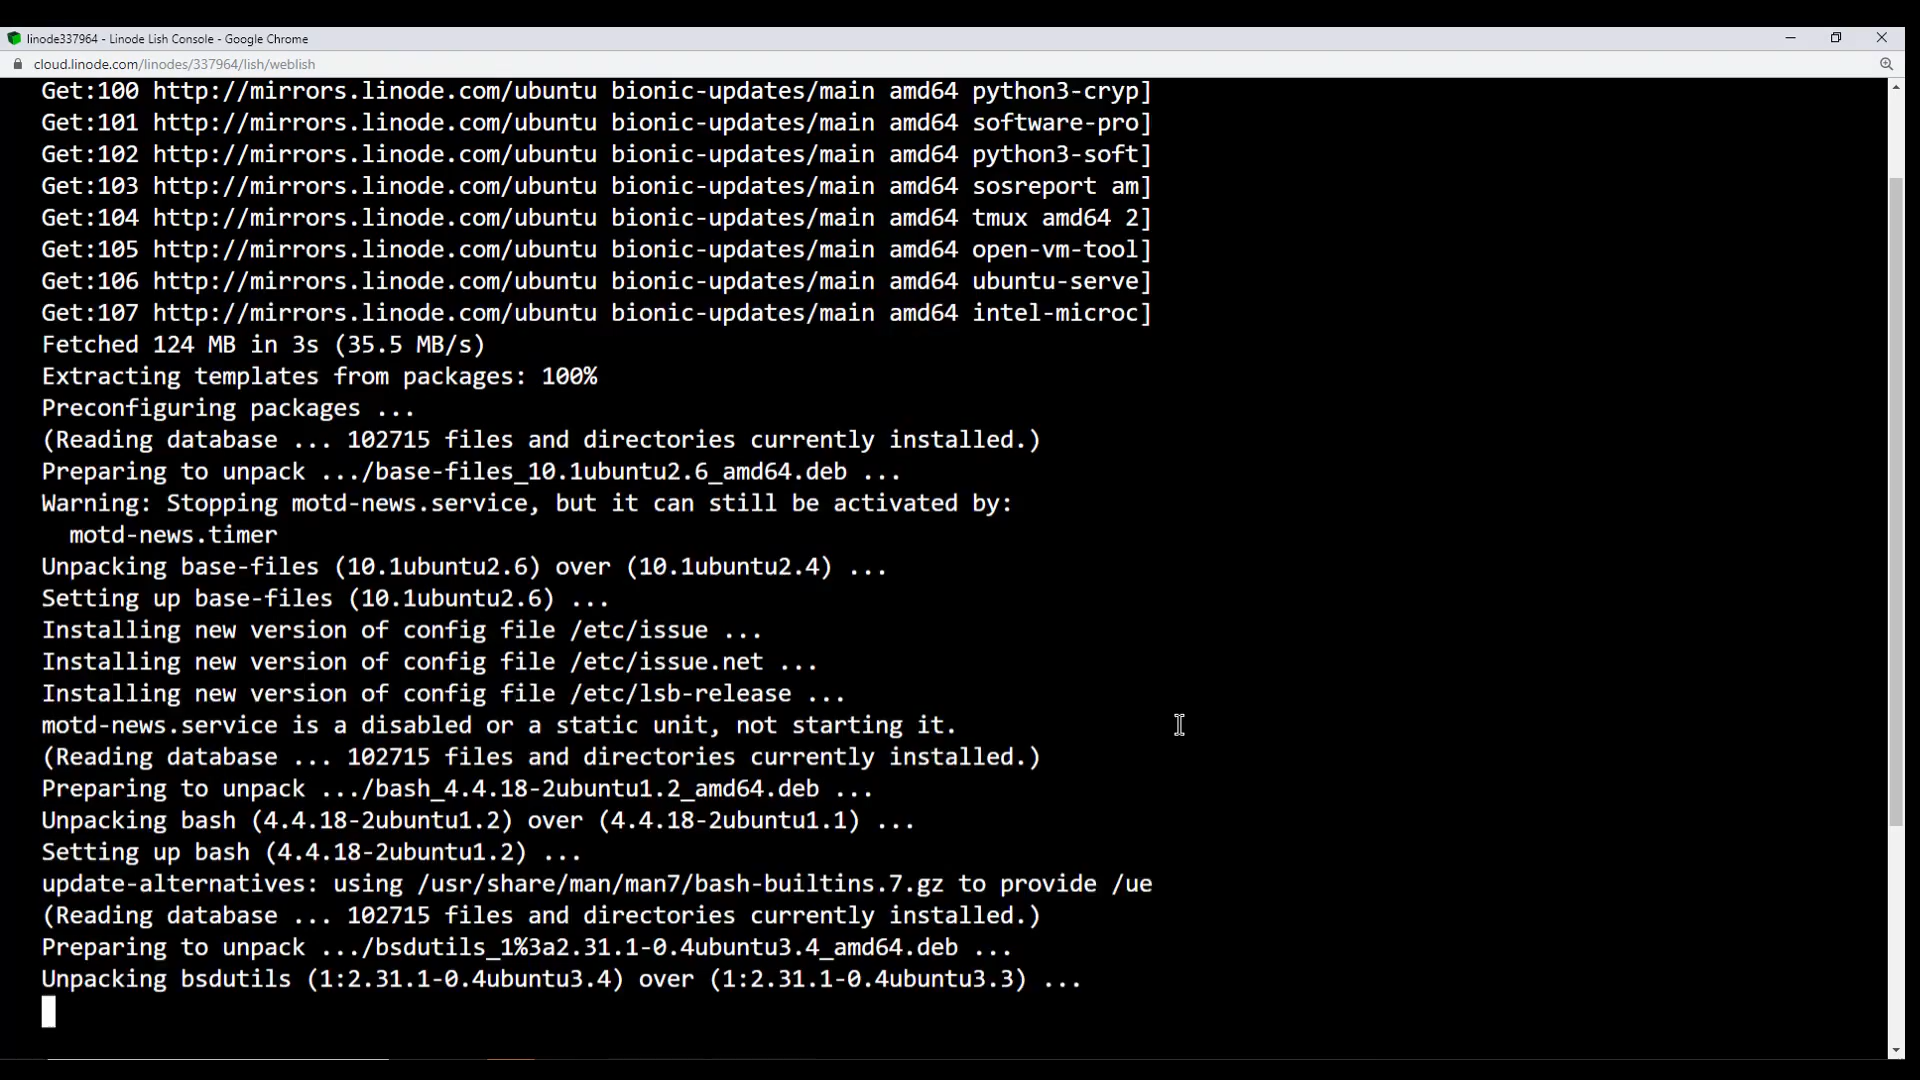 linode337964 - Linode Lish Console - Google Chrome
cloud.linode.com/linodes/337964/lish/weblish
Get:100 http://mirrors.linode.com/ubuntu bionic-updates/main amd64 python3-cryp]
Get:101 http://mirrors.linode.com/ubuntu bionic-updates/main amd64 software-pro]
Get:102 http://mirrors.linode.com/ubuntu bionic-updates/main amd64 python3-soft]
Get:103 http://mirrors.linode.com/ubuntu bionic-updates/main amd64 sosreport am]
Get:104 http://mirrors.linode.com/ubuntu bionic-updates/main amd64 tmux amd64 2]
Get:105 http://mirrors.linode.com/ubuntu bionic-updates/main amd64 open-vm-tool]
Get:106 http://mirrors.linode.com/ubuntu bionic-updates/main amd64 ubuntu-serve]
Get:107 http://mirrors.linode.com/ubuntu bionic-updates/main amd64 intel-microc]
Fetched 124 MB in 3s (35.5 MB/s)
Extracting templates from packages: 100%
Preconfiguring packages ...
(Reading database ... 102715 files and directories currently installed.)
Preparing to unpack .../base-files_10.1ubuntu2.6_amd64.deb ...
Warning: Stopping motd-news.service, but it can still be activated by:
  motd-news.timer
Unpacking base-files (10.1ubuntu2.6) over (10.1ubuntu2.4) ...
Setting up base-files (10.1ubuntu2.6) ...
Installing new version of config file /etc/issue ...
Installing new version of config file /etc/issue.net ...
Installing new version of config file /etc/lsb-release ...
motd-news.service is a disabled or a static unit, not starting it.
(Reading database ... 102715 files and directories currently installed.)
Preparing to unpack .../bash_4.4.18-2ubuntu1.2_amd64.deb ...
Unpacking bash (4.4.18-2ubuntu1.2) over (4.4.18-2ubuntu1.1) ...
Setting up bash (4.4.18-2ubuntu1.2) ...
update-alternatives: using /usr/share/man/man7/bash-builtins.7.gz to provide /ue
(Reading database ... 102715 files and directories currently installed.)
Preparing to unpack .../bsdutils_1%3a2.31.1-0.4ubuntu3.4_amd64.deb ...
Unpacking bsdutils (1:2.31.1-0.4ubuntu3.4) over (1:2.31.1-0.4ubuntu3.3) ...